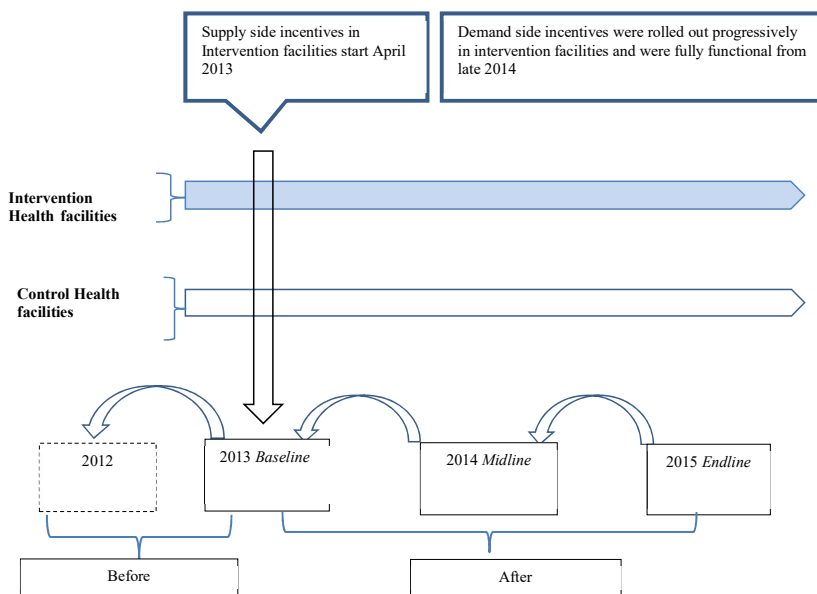 Supply side incentives in
Intervention facilities start April
2013
Demand side incentives were rolled out progressively
in intervention facilities and were fully functional from
late 2014
Intervention
Health facilities
Control Health
facilities
2012
2013 Baseline
2014 Midline
2015 Endline
Before
After